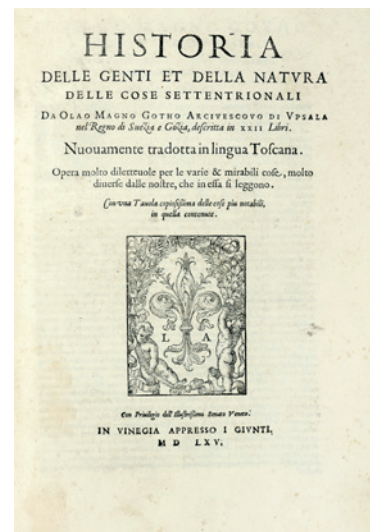 HISTORIA
DELLE GENTI ET DELLA NATVRA
DELLE COSE SETTENTRIONALI
DA OLAO MAGNO GOTHO ARCIVESCOVO DI VPSALA
nel Regno di Suezia e Gozia, descritta in XXII Libri.
Nuouamente tradotta in lingua Toscana.
Opera molto diletteuole per le varie & mirabili cose, molto
diuerse dalle nostre, che in essa si leggono.
Con vna Tauola copiosissima delle cose piu notabili,
in quella contenute.
L A
Con Priuilegio dell'Illustrissimo Senato Veneto.
IN VINEGIA APPRESSO I GIVNTI,
M D LXV.